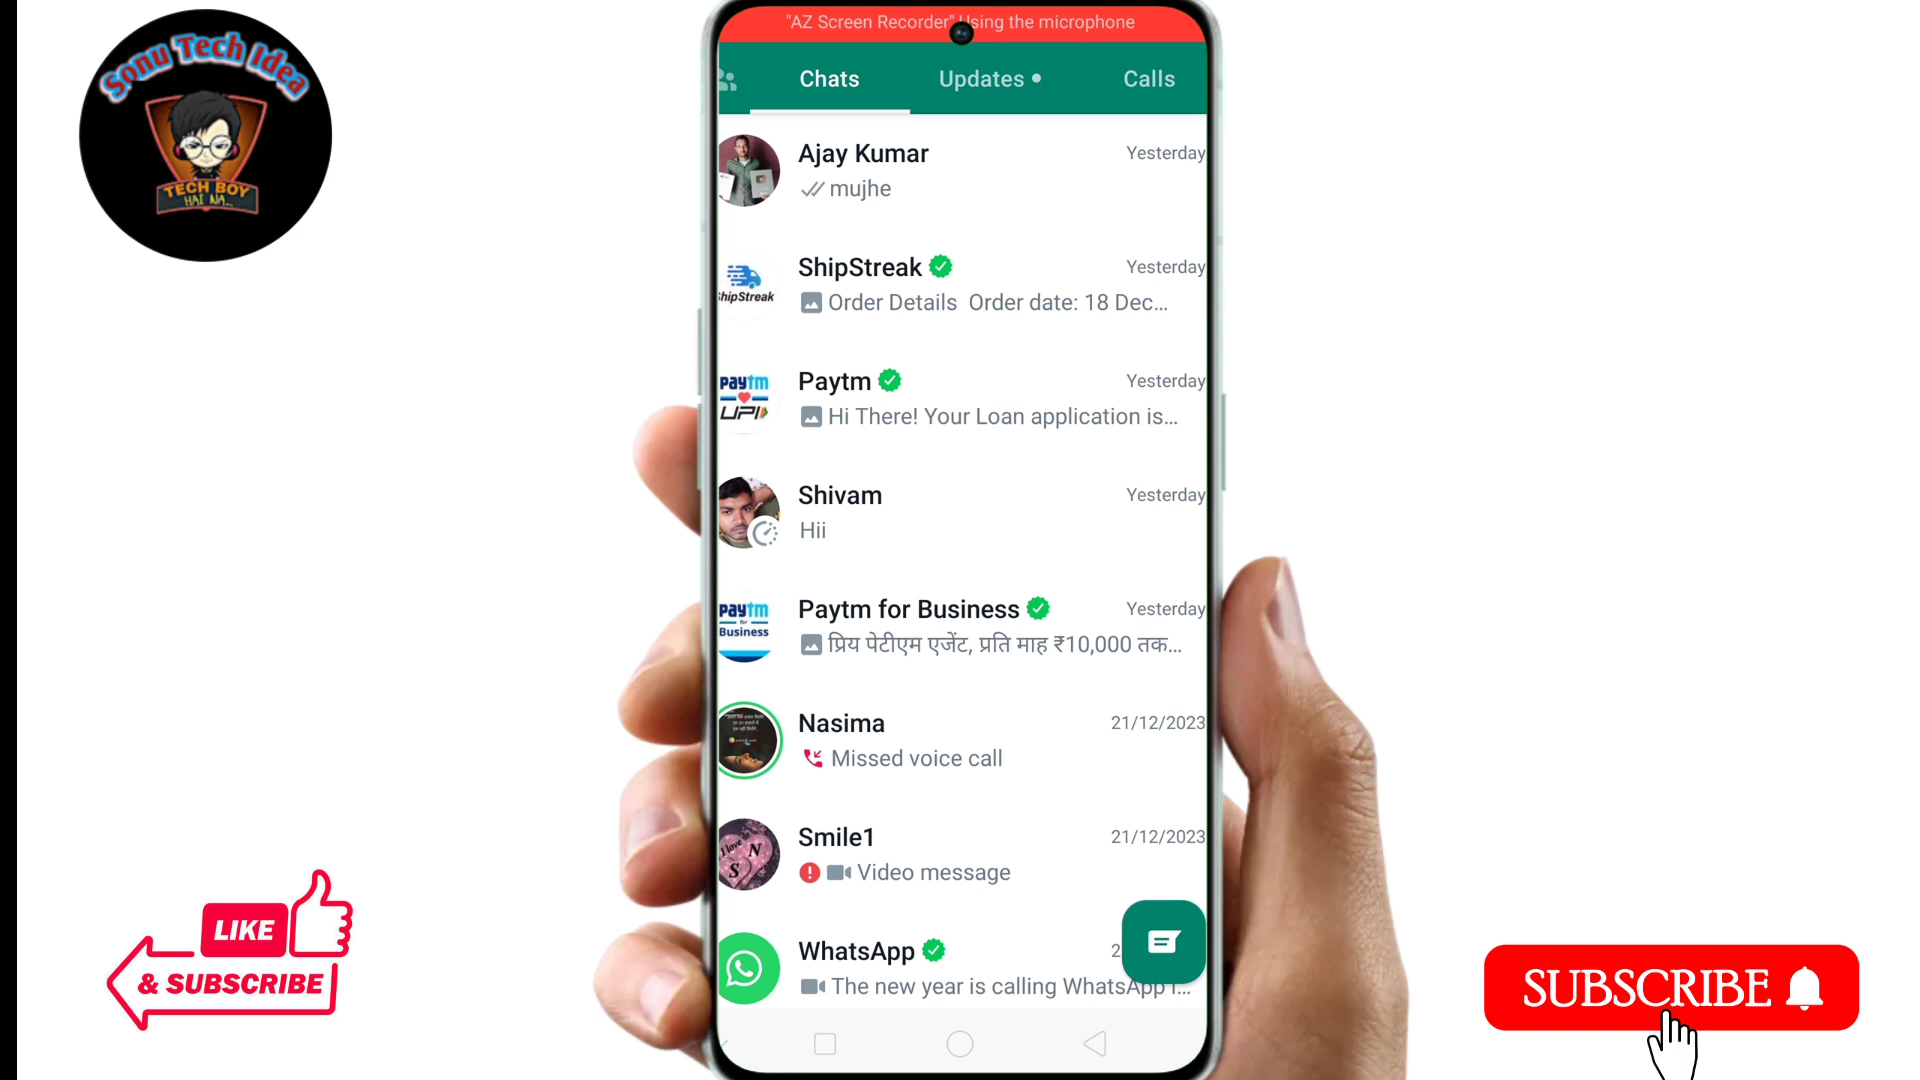 Sonu Tech Idea
TECH BOY
HAI NA..
"AZ Screen Recorder" Using the microphone
Chats
Updates
Calls
Ajay Kumar
Yesterday
mujhe
ShipStreak
Yesterday
Order Details Order date: 18 Dec...
hipStreak
Paytm
Yesterday
Hi There! Your Loan application is...
paytm
UPI
Shivam
Yesterday
Hii
Paytm for Business
Yesterday
प्रिय पेटीएम एजेंट, प्रति माह ₹10,000 तक...
paytm
for
Business
Nasima
21/12/2023
Missed voice call
Smile1
21/12/2023
Video message
I love N
S
WhatsApp
2
The new year is calling WhatsApp
LIKE
& SUBSCRIBE
SUBSCRIBE